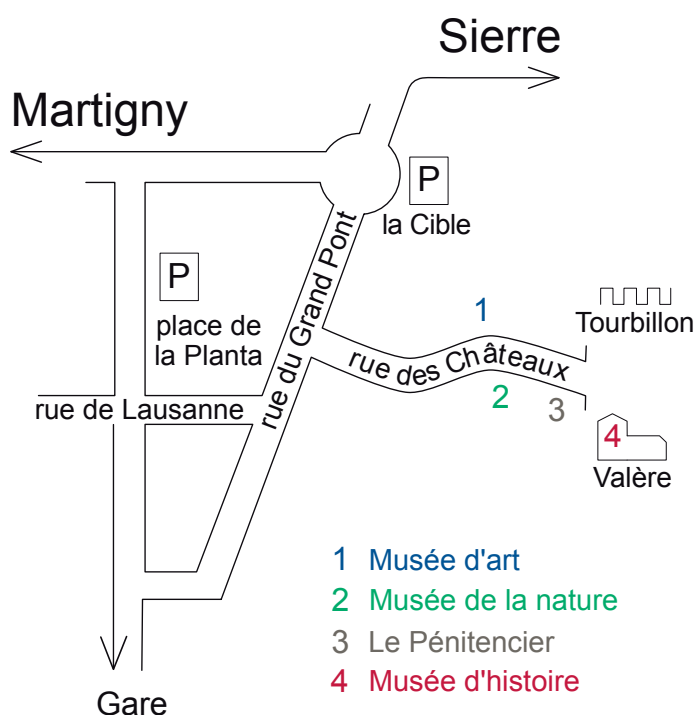 Sierre
Martigny
P
la Cible
P
place de
la Planta
rue du Grand Pont
1
Tourbillon
rue des Châteaux
rue de Lausanne
2
3
4
Valère
1 Musée d'art
2 Musée de la nature
3 Le Pénitencier
4 Musée d'histoire
Gare